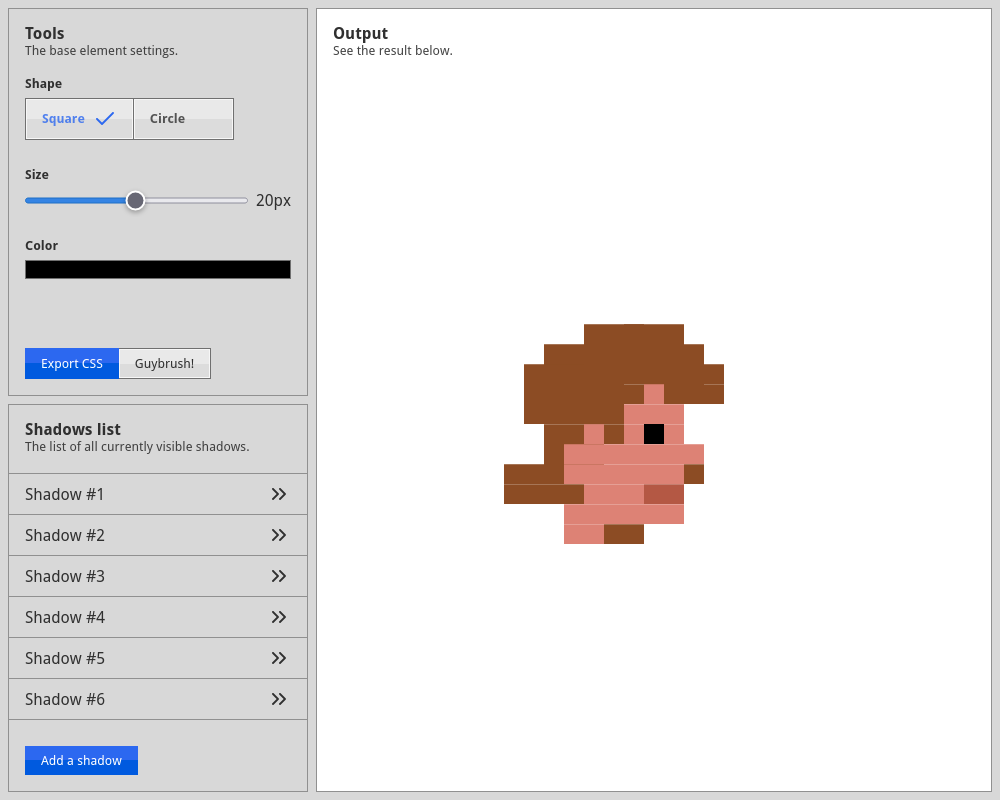 Tools
The base element settings.
Shape
Square
Circle
Size
20px
Color
Export CSS
Guybrush!
Shadows list
The list of all currently visible shadows.
Shadow #1
Shadow #2
Shadow #3
Shadow #4
Shadow #5
Shadow #6
Add a shadow
Output
See the result below.